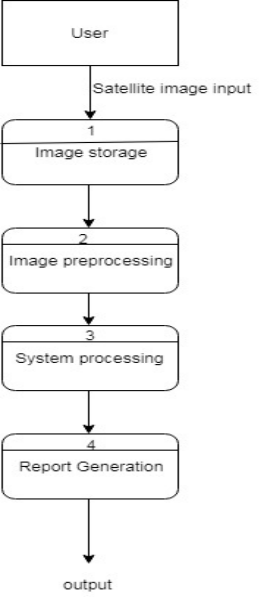 User
Satellite image input
1
Image storage
2
Image preprocessing
3
System processing
4
Report Generation
output